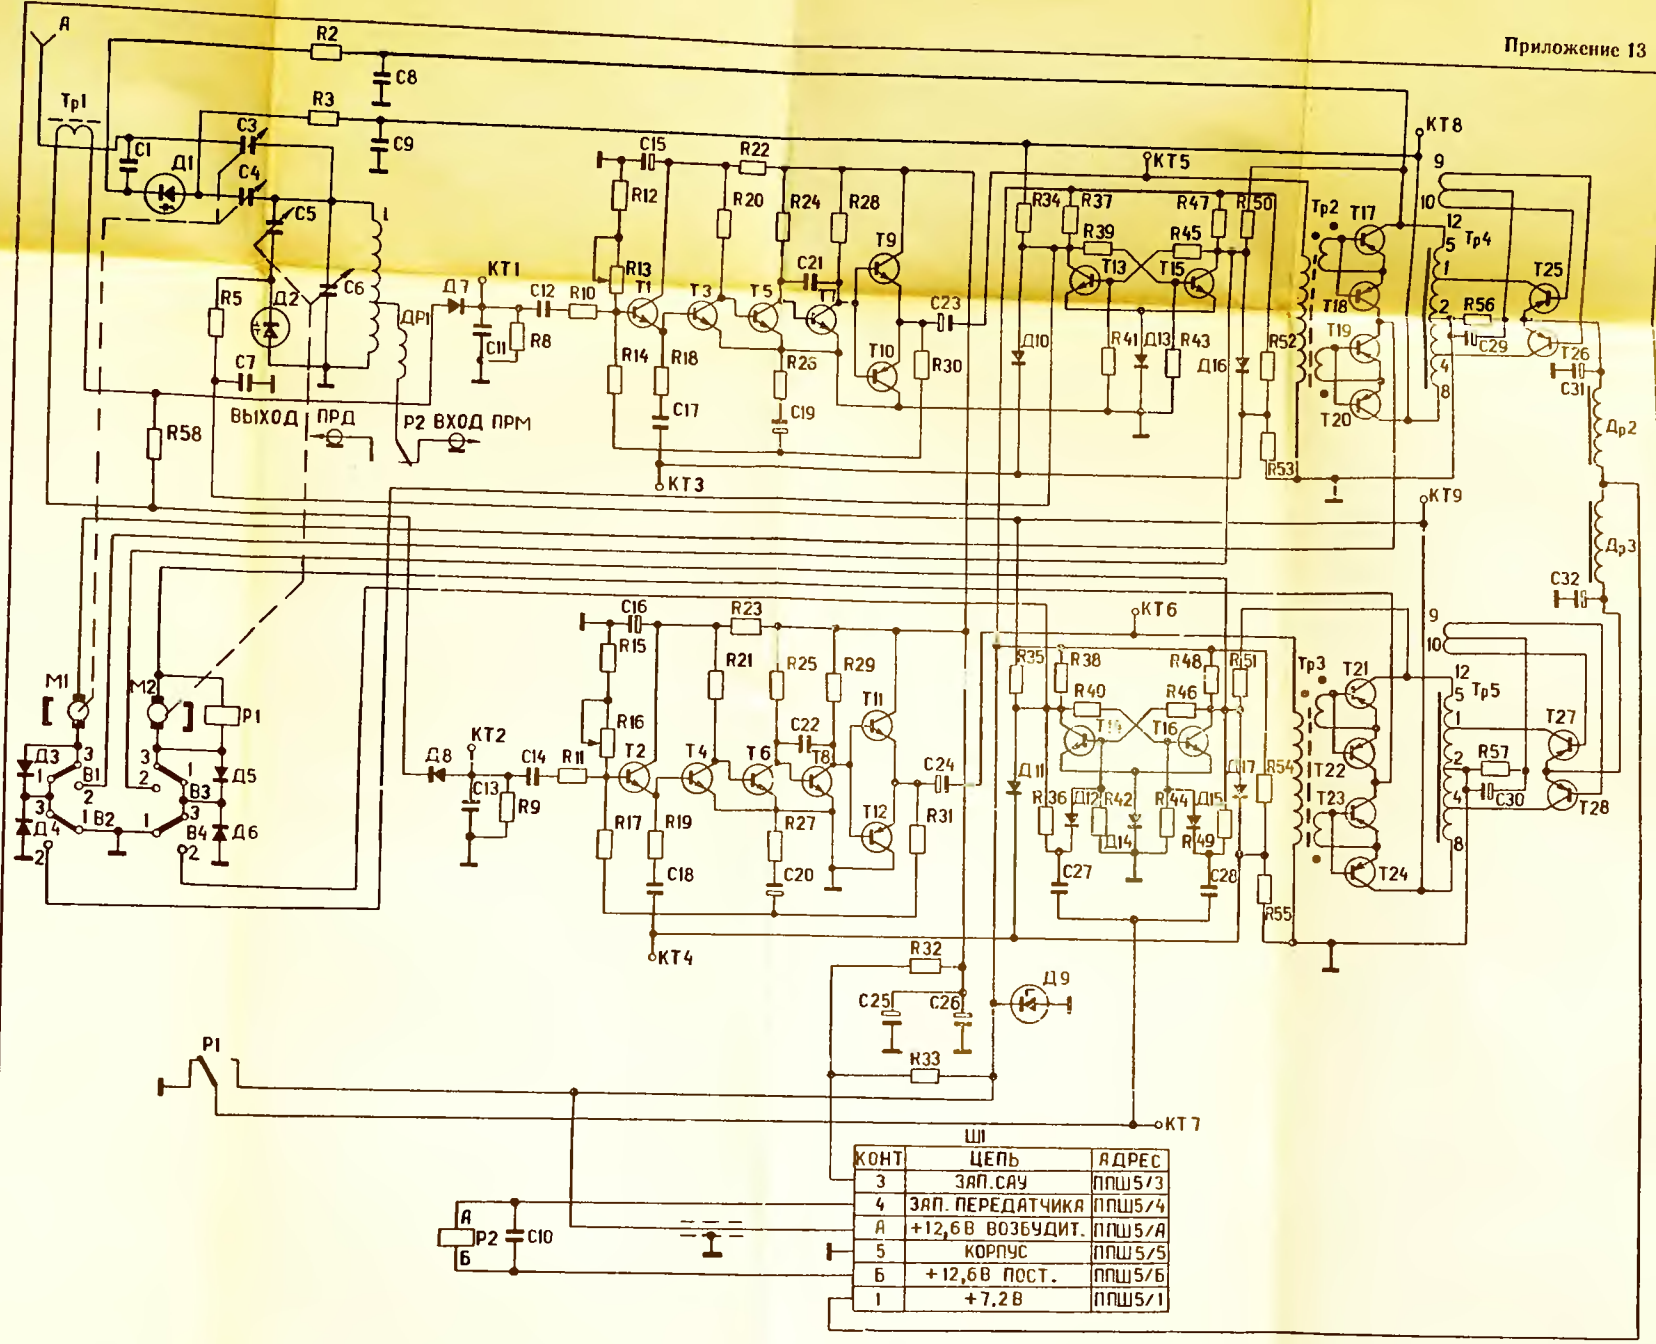 Приложение 13
А
R2
C8
Тр1
R3
C9
C3
C1
Д1
C4
C5
1
C15
R22
КТ5
КТ8
R12
R20
R24
R28
R34
R37
R47
R50
9
10
Тр2
Т17
12
5
Тр4
R39
R45
Т9
КТ1
R13
C21
Т13
Т15
1
Т25
R5
Д2
C6
ДР1
Д7
C12
R10
Т1
Т3
Т5
C23
Т18
2
R56
C11
R8
Т19
C29
Т26
R14
R18
R26
Т10
R30
Д10
R41
Д13
R43
Д16
R52
4
C31
C7
8
ВЫХОД ПРД
Р2 ВХОД ПРМ
C17
C19
Т20
Др2
R58
R53
КТ3
КТ9
Др3
C32
C16
R23
КТ6
9
10
R15
R21
R25
R29
R35
R38
R48
R51
Тр3
Т21
12
5
Тр5
М1
М2
Р1
R40
R46
Т11
КТ2
R16
C22
Т14
Т16
1
Т27
Д3
3
1
В1
2
3
1
2
В3
Д5
Д8
C14
R11
Т2
Т4
Т6
Т8
C24
Д11
Д17
R54
Т22
2
R57
C13
R9
R36
Д12
R42
R44
Д15
Т23
4
C30
Т28
Д4
3
1
В2
1
3
В4
Д6
R17
R19
R27
Т12
R31
Д14
R49
8
2
2
C18
C20
C27
C28
Т24
R55
КТ4
R32
Д9
C25
C26
Р1
R33
КТ7
Ш1
КОНТ ЦЕПЬ АДРЕС
3 ЗАП.САУ ППШ5/3
4 ЗАП. ПЕРЕДАТЧИКА ППШ5/4
А +12,6В ВОЗБУДИТ. ППШ5/А
5 КОРПУС ППШ5/5
Б +12,6В ПОСТ. ППШ5/Б
1 +7,2В ППШ5/1
А
Р2
C10
Б